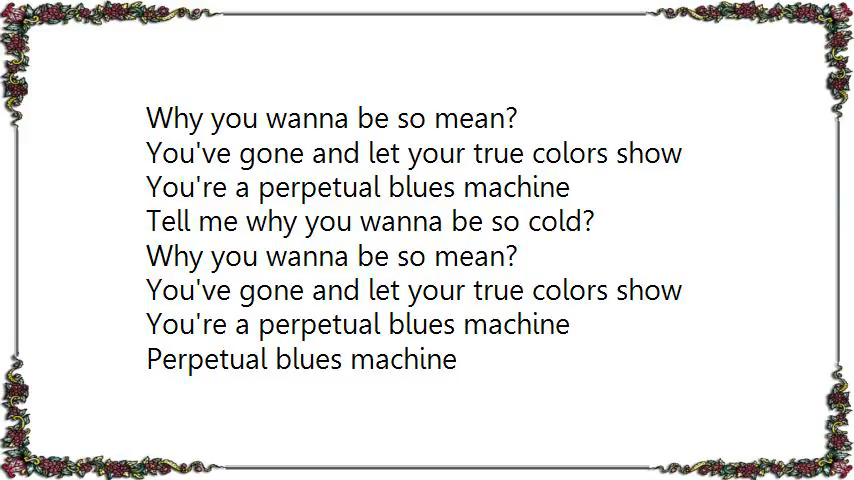 Why you wanna be so mean?
You've gone and let your true colors show
You're a perpetual blues machine
Tell me why you wanna be so cold?
Why you wanna be so mean?
You've gone and let your true colors show
You're a perpetual blues machine
Perpetual blues machine